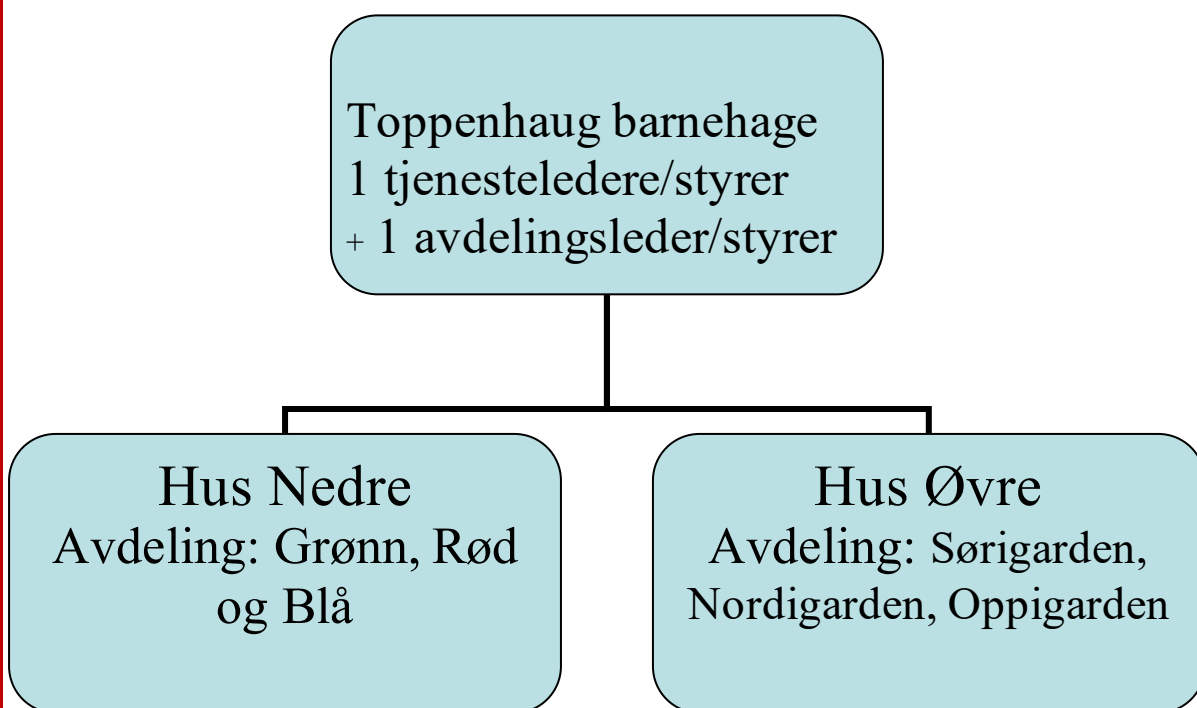 Toppenhaug barnehage
1 tjenesteledere/styrer
+ 1 avdelingsleder/styrer
Hus Nedre
Avdeling: Grønn, Rød
og Blå
Hus Øvre
Avdeling: Sørigarden,
Nordigarden, Oppigarden